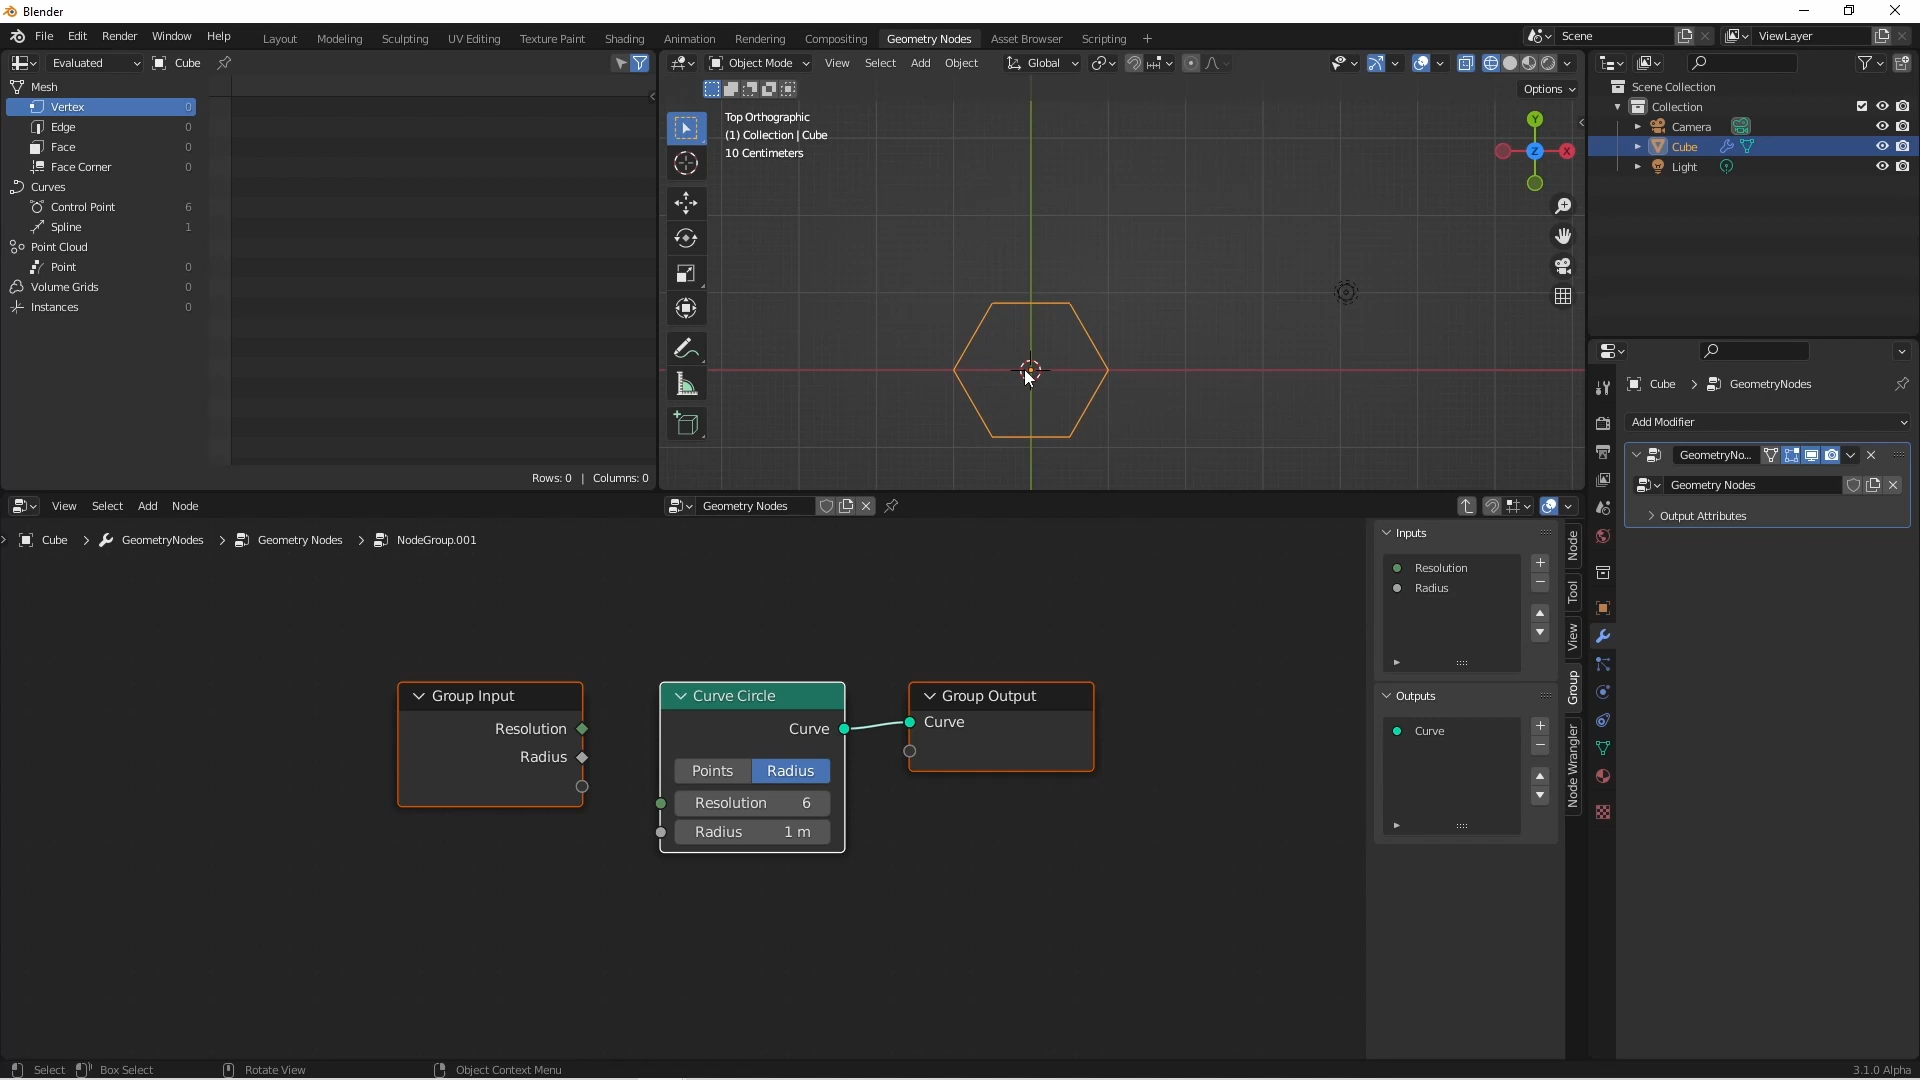 Blender
File Edit Render Window Help Layout Modeling Sculpting UV Editing Texture Paint Shading Animation Rendering Compositing Geometry Nodes Asset Browser Scripting + Scene ViewLayer
Evaluated Cube
Mesh
Vertex 0
Edge 0
Face 0
Face Corner 0
Curves
Control Point 6
Spline 1
Point Cloud
Point 0
Volume Grids 0
Instances 0
Rows: 0 | Columns: 0
Object Mode View Select Add Object Global
Options
Top Orthographic
(1) Collection | Cube
10 Centimeters
Y
Z
X
Scene Collection
Collection
Camera
Cube
Light
Cube > GeometryNodes
Add Modifier
GeometryNo...
Geometry Nodes
Output Attributes
View Select Add Node Geometry Nodes
Cube > GeometryNodes > Geometry Nodes > NodeGroup.001
Group Input
Resolution
Radius
Curve Circle
Curve
Points Radius
Resolution 6
Radius 1 m
Group Output
Curve
Inputs
Resolution
Radius
Outputs
Curve
Node
Tool
View
Group
Node Wrangler
Select Box Select Rotate View Object Context Menu 3.1.0 Alpha